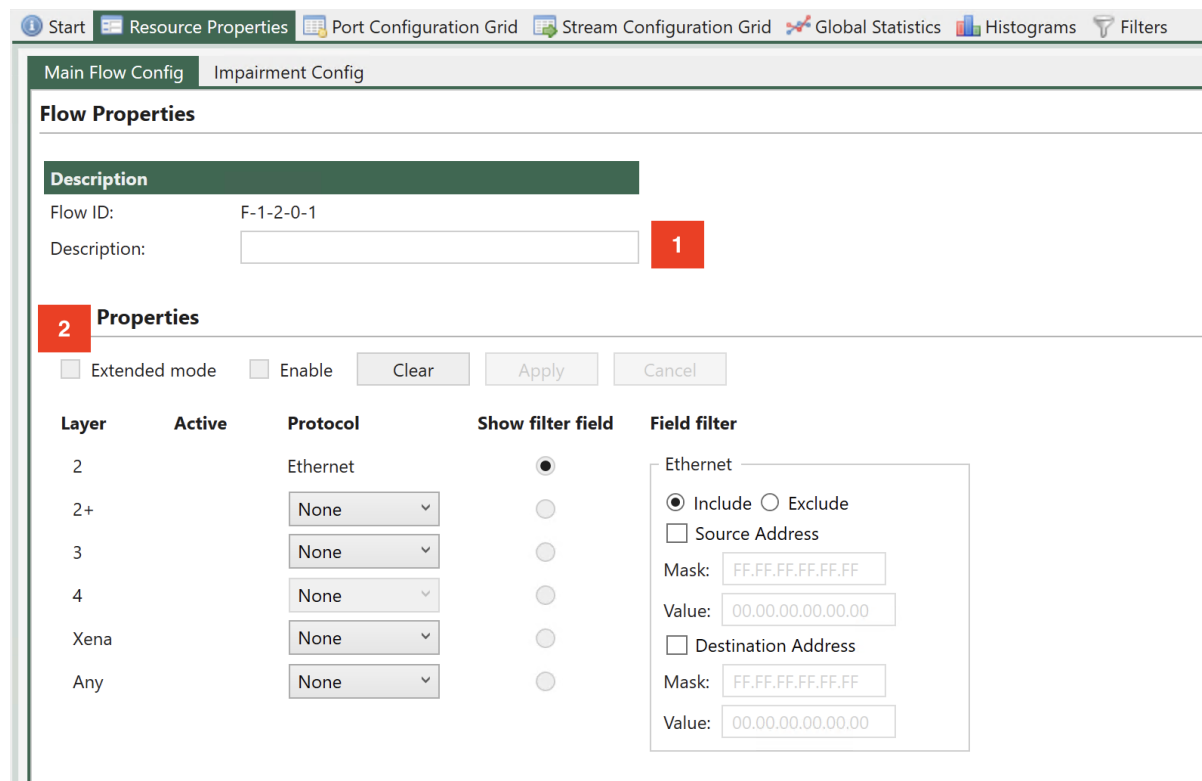 Start Resource Properties Port Configuration Grid Stream Configuration Grid Global Statistics Histograms Filters
Main Flow Config Impairment Config
Flow Properties
Description
Flow ID: F-1-2-0-1
Description:
1
2 Properties
Extended mode Enable Clear Apply Cancel
Layer Active Protocol Show filter field Field filter
2 Ethernet
2+ None
3 None
4 None
Xena None
Any None
Ethernet
Include Exclude
Source Address
Mask: FF.FF.FF.FF.FF.FF
Value: 00.00.00.00.00.00
Destination Address
Mask: FF.FF.FF.FF.FF.FF
Value: 00.00.00.00.00.00